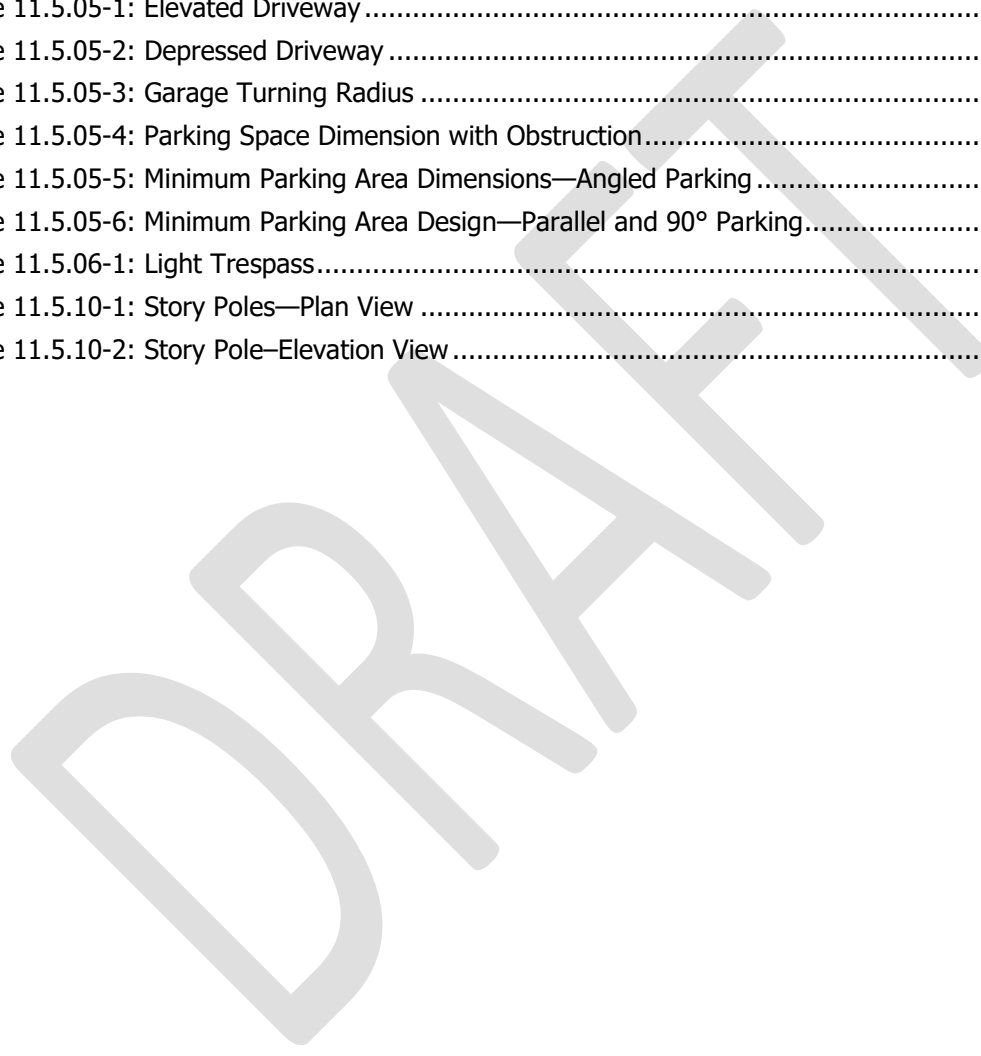 e 11.5.05-1: Elevated Driveway................................................................................................
e 11.5.05-2: Depressed Driveway............................................................................................
e 11.5.05-3: Garage Turning Radius.......................................................................................
e 11.5.05-4: Parking Space Dimension with Obstruction....................................................
e 11.5.05-5: Minimum Parking Area Dimensions—Angled Parking...................................
e 11.5.05-6: Minimum Parking Area Design—Parallel and 90° Parking...........................
e 11.5.06-1: Light Trespass.......................................................................................................
e 11.5.10-1: Story Poles—Plan View.......................................................................................
e 11.5.10-2: Story Pole–Elevation View..................................................................................
DRAFT